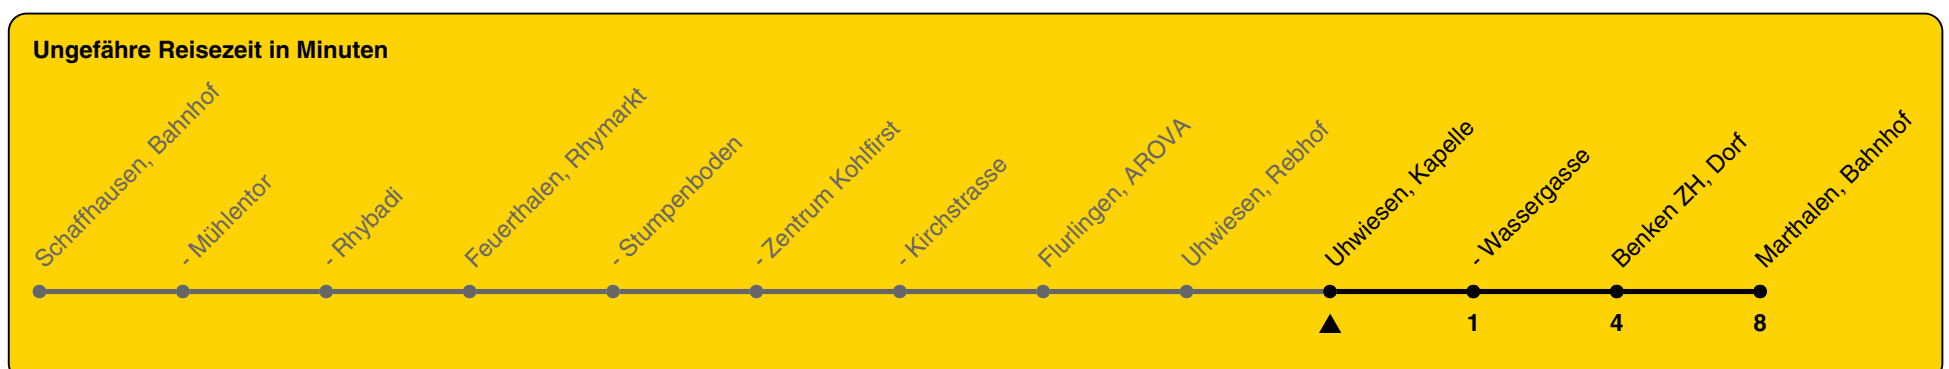 Ungefähre Reisezeit in Minuten
Schaffhausen, Bahnhof
- Mühlentor
- Rhybadi
Feuerthalen, Rhymarkt
- Stumpenboden
- Zentrum Kohlfirst
- Kirchstrasse
Flurlingen, AROVA
Uhwiesen, Rebhof
Uhwiesen, Kapelle
- Wassergasse
Benken ZH, Dorf
Marthalen, Bahnhof
1 4 8